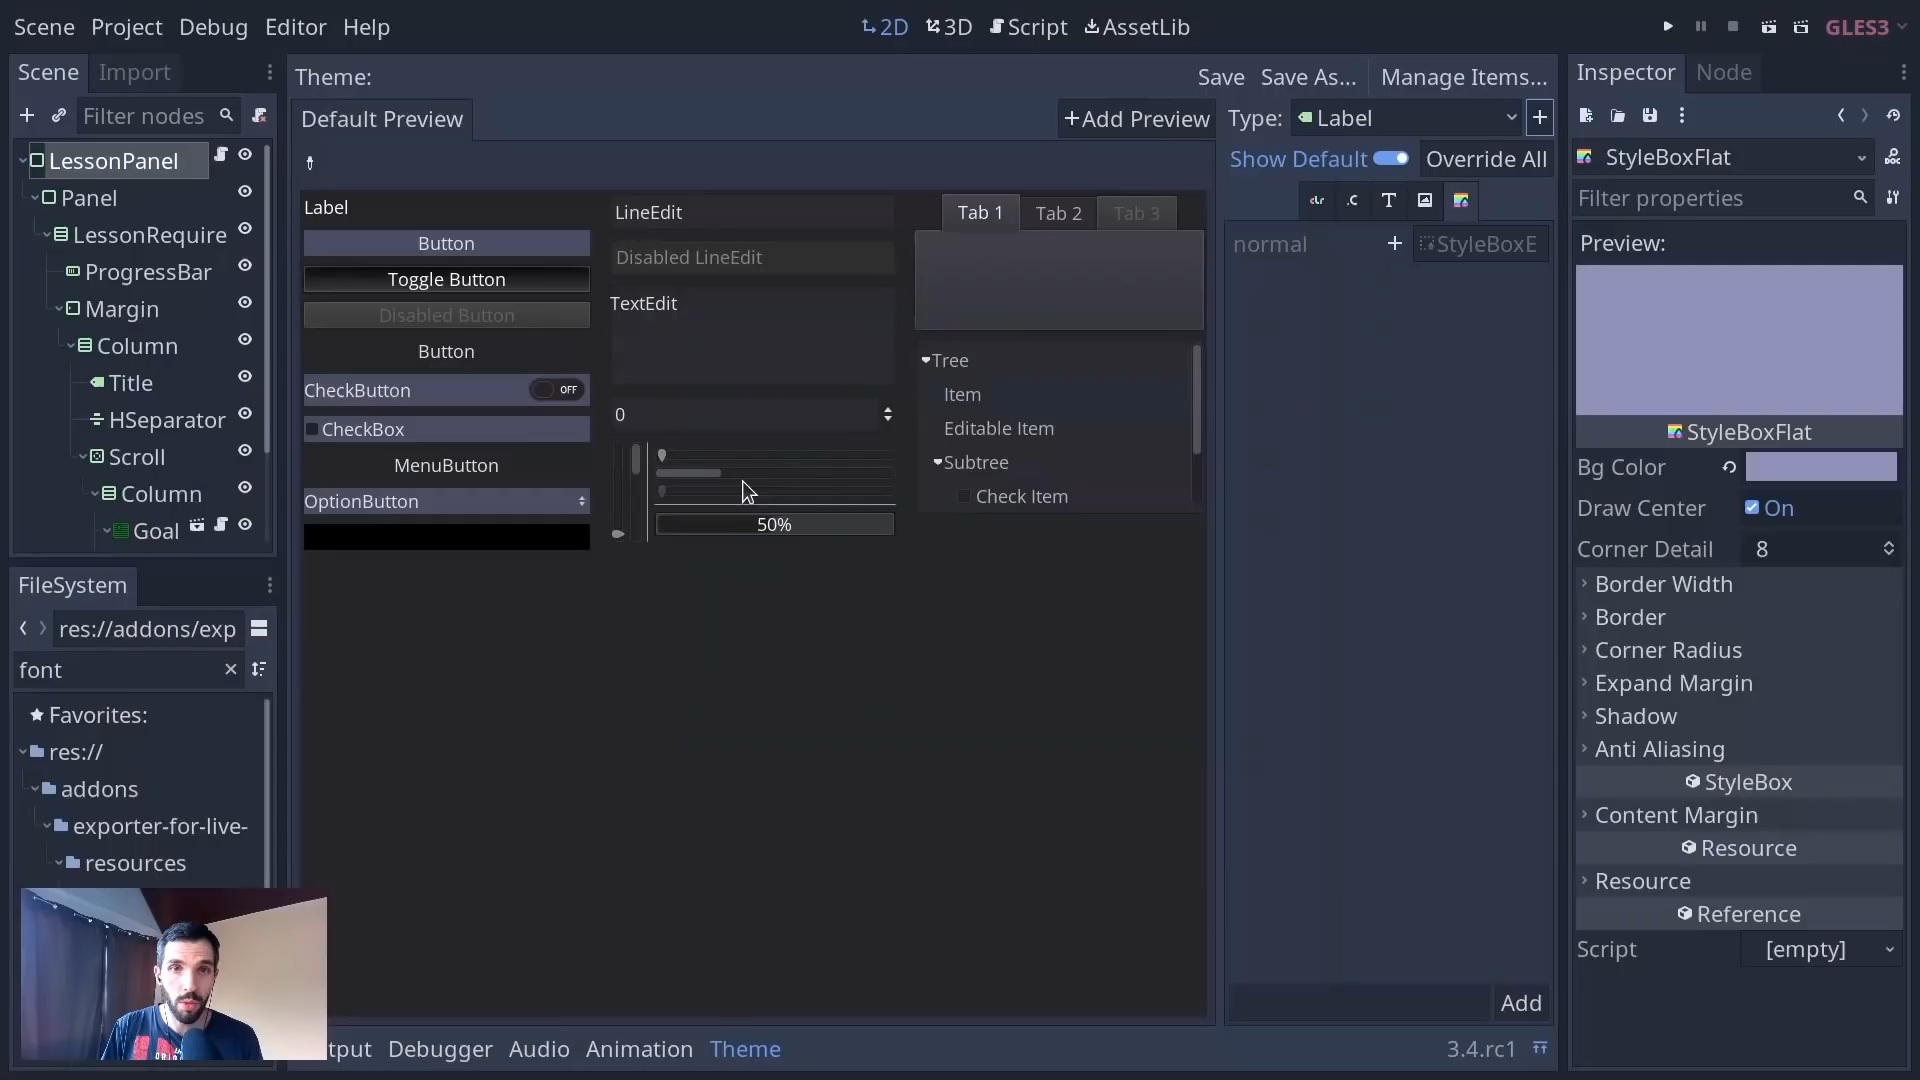 Scene Project Debug Editor Help
2D 3D Script AssetLib
GLES3
Scene Import
Filter nodes
LessonPanel
Panel
LessonRequire
ProgressBar
Margin
Column
Title
HSeparator
Scroll
Column
Goal
FileSystem
res://addons/exp
font
Favorites:
res://
addons
exporter-for-live-
resources
Theme:
Save Save As... Manage Items...
Default Preview
+Add Preview
Label
Button
Toggle Button
Disabled Button
Button
CheckButton OFF
CheckBox
MenuButton
OptionButton
LineEdit
Disabled LineEdit
TextEdit
0
50%
Tab 1 Tab 2 Tab 3
Tree
Item
Editable Item
Subtree
Check Item
Type: Label
Show Default Override All
normal StyleBoxE
Add
tput Debugger Audio Animation Theme
3.4.rc1
Inspector Node
StyleBoxFlat
Filter properties
Preview:
StyleBoxFlat
Bg Color
Draw Center On
Corner Detail 8
Border Width
Border
Corner Radius
Expand Margin
Shadow
Anti Aliasing
StyleBox
Content Margin
Resource
Resource
Reference
Script [empty]